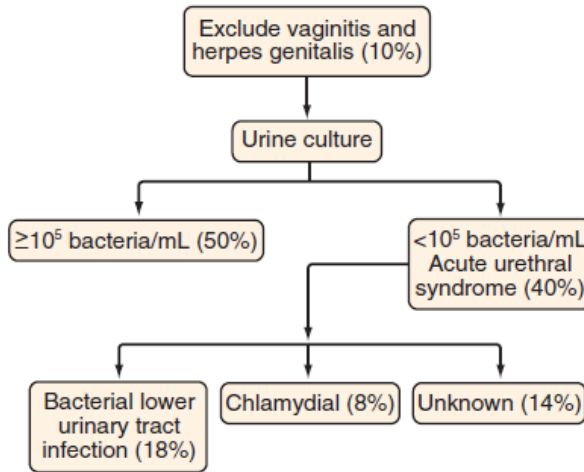 Exclude vaginitis and
herpes genitalis (10%)
Urine culture
≥10⁵ bacteria/mL (50%)
<10⁵ bacteria/mL
Acute urethral
syndrome (40%)
Bacterial lower
urinary tract
infection (18%)
Chlamydial (8%)
Unknown (14%)